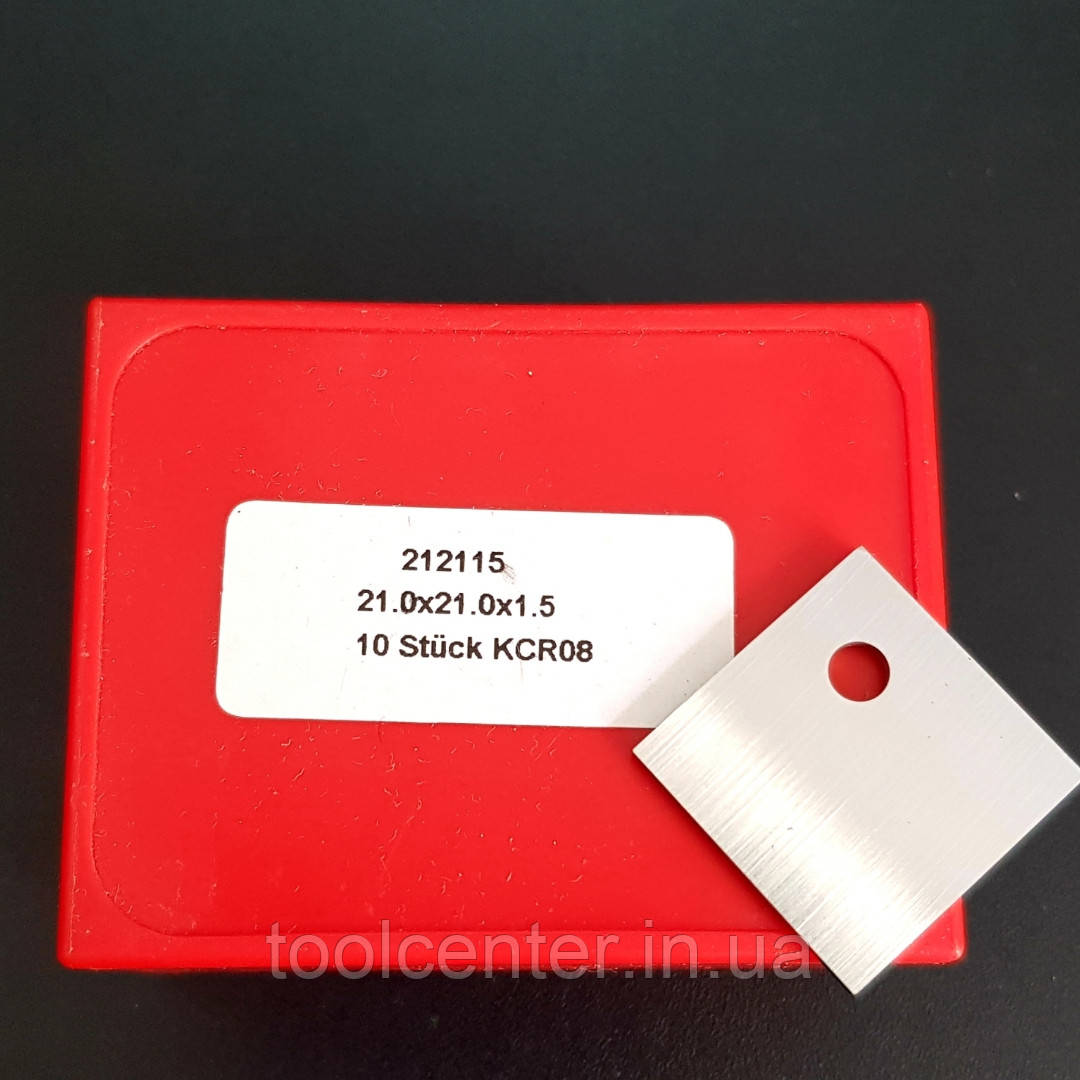 212115
21.0x21.0x1.5
10 Stück KCR08
toolcenter.in.ua